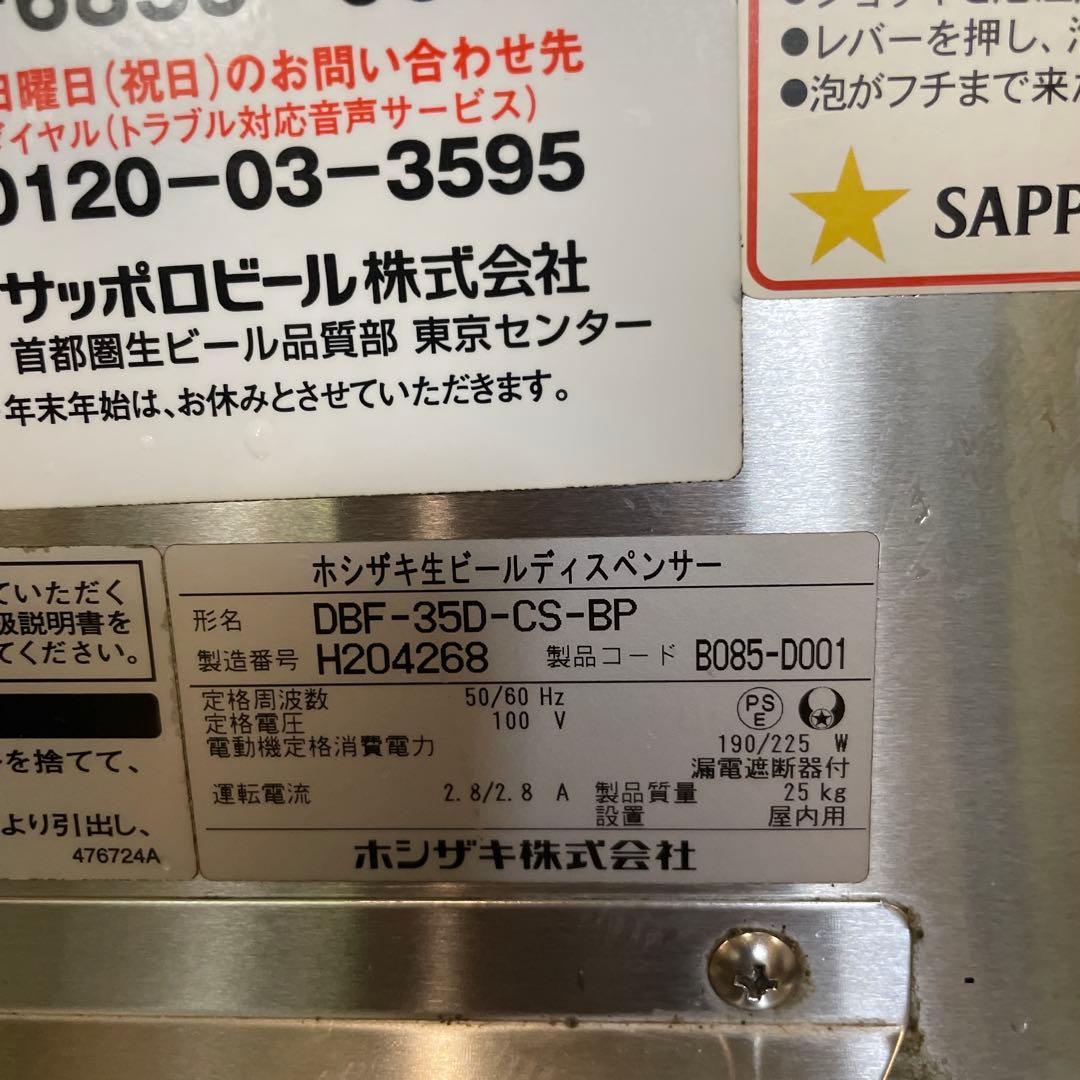 日曜日(祝日)のお問い合わせ先
ダイヤル(トラブル対応音声サービス)
0120-03-3595
サッポロビール株式会社
首都圏生ビール品質部 東京センター
年末年始は、お休みとさせていただきます。
●レバーを押し、
●泡がフチまで来
SAPP
ていただく
扱説明書を
てください。
を捨てて、
より引出し、
476724A
ホシザキ生ビールディスペンサー
形名 DBF-35D-CS-BP
製造番号 H204268 製品コード B085-D001
定格周波数 50/60 Hz
定格電圧 100 V
PSE
電動機定格消費電力 190/225 W
漏電遮断器付
運転電流 2.8/2.8 A 製品質量 25 kg
設置 屋内用
ホシザキ株式会社